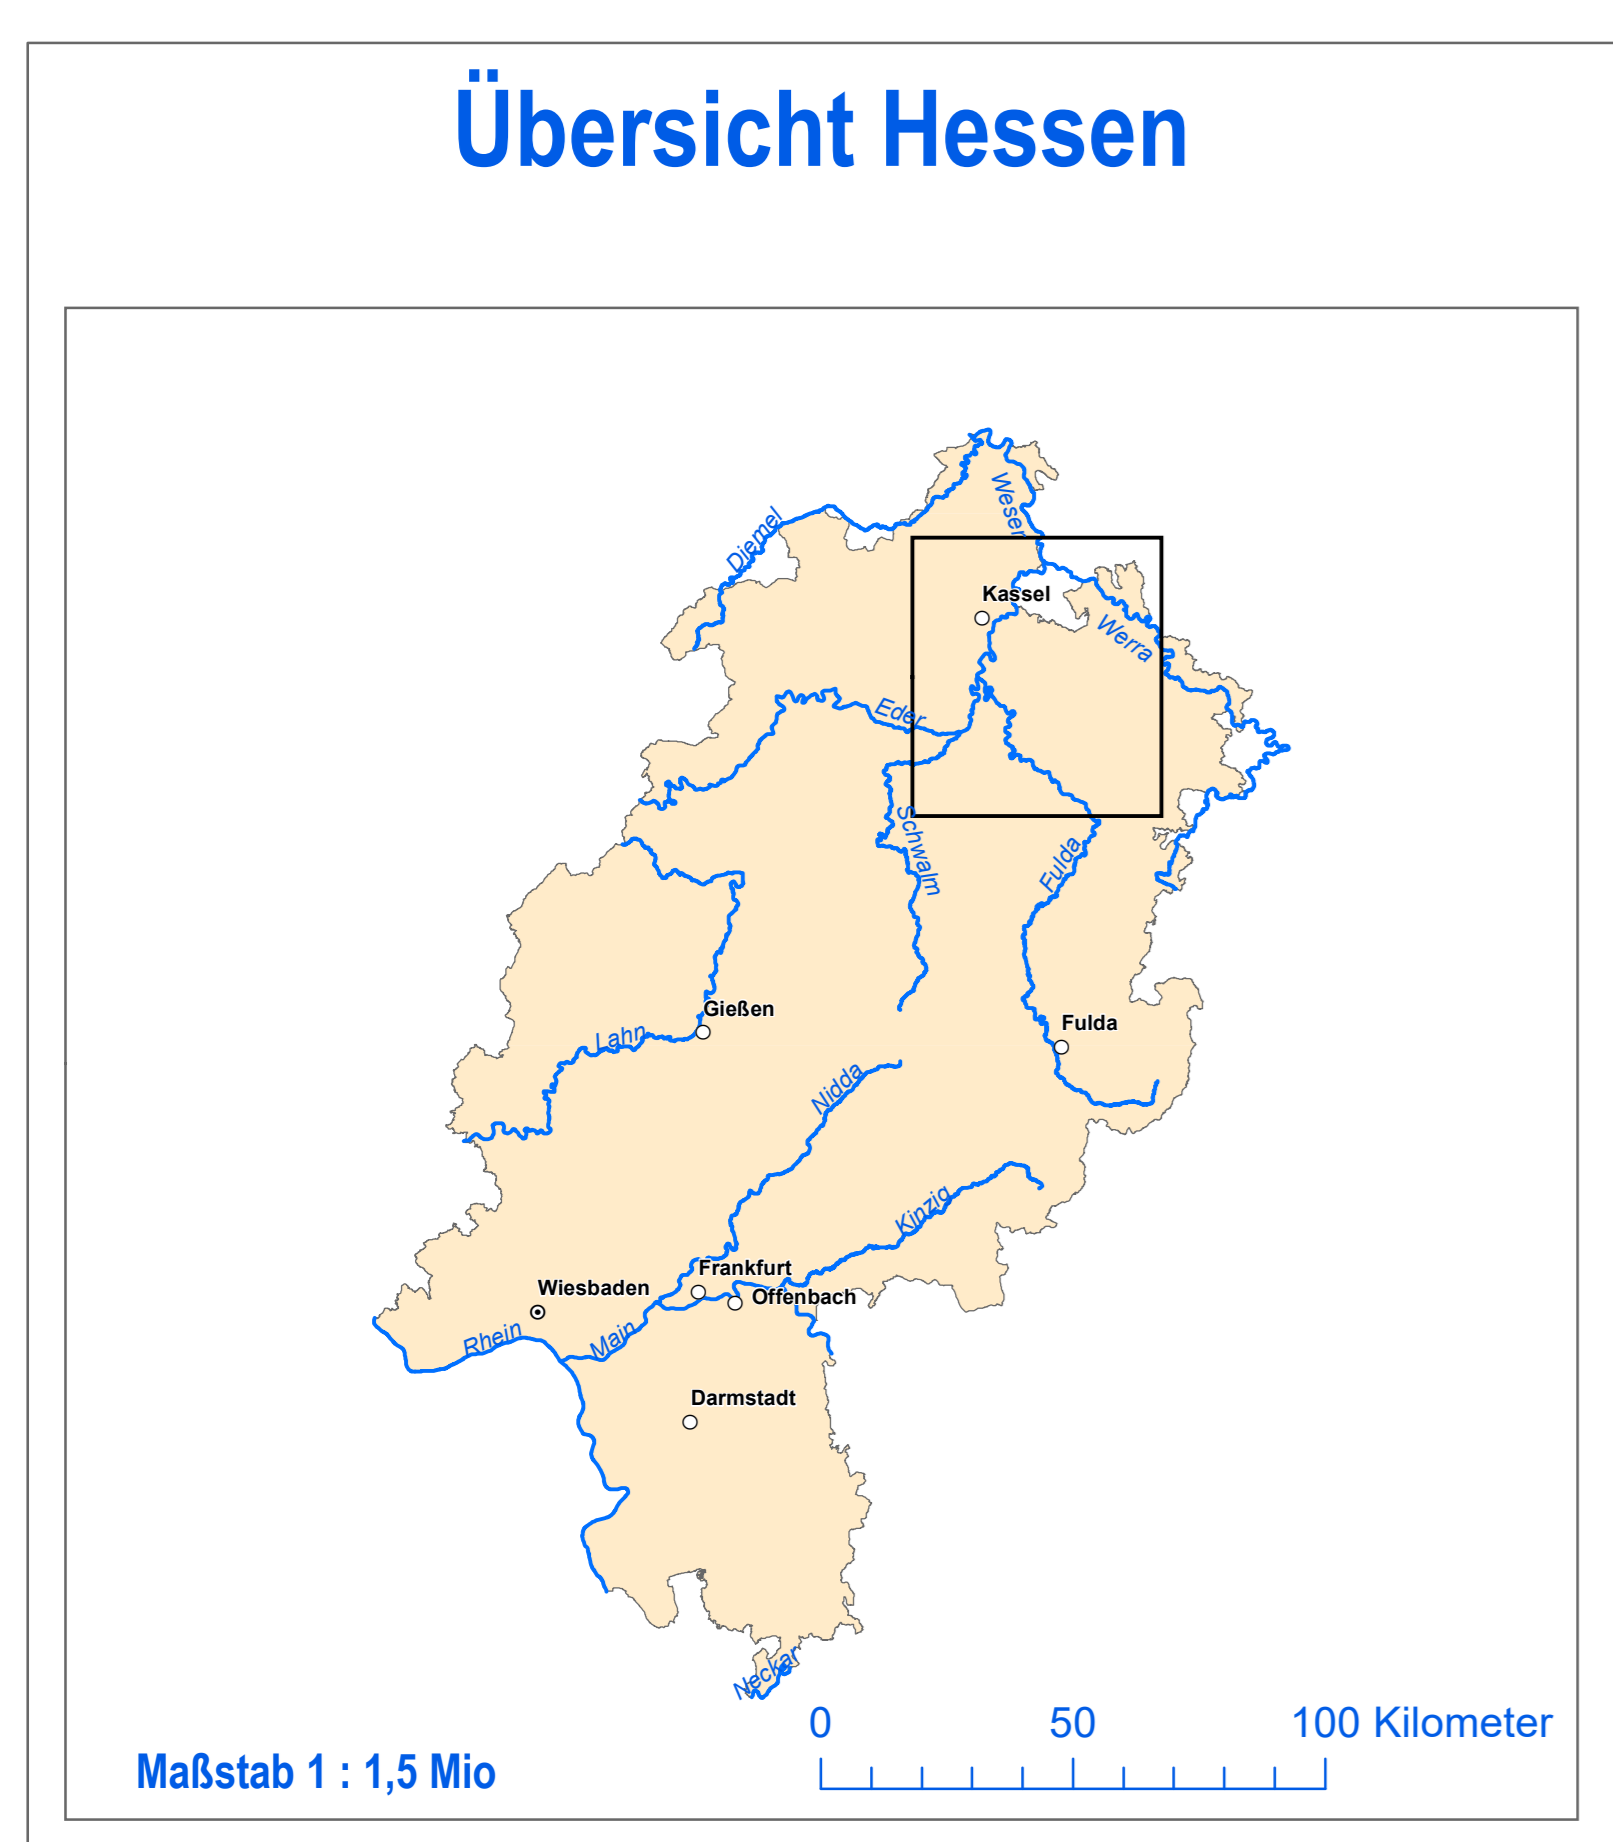 Übersicht Hessen
Weser
Diemel
Kassel
Werra
Eder
Schwalm
Fulda
Gießen
Fulda
Lahn
Nidda
Kinzig
Frankfurt
Wiesbaden
Offenbach
Rhein
Main
Darmstadt
Neckar
0 50 100 Kilometer
Maßstab 1 : 1,5 Mio